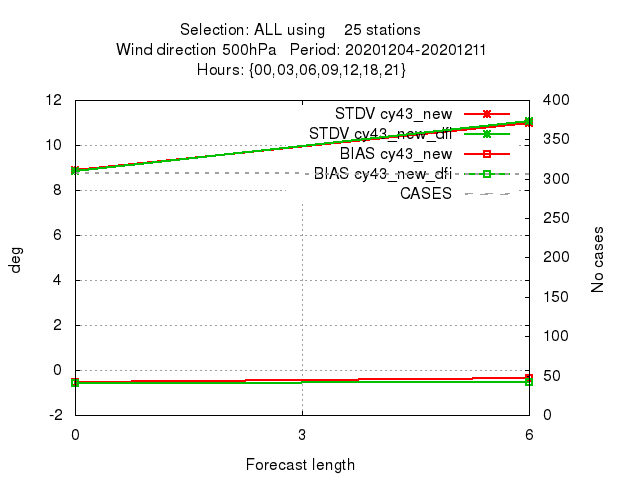 Selection: ALL using 25 stations
Wind direction 500hPa Period: 20201204-20201211
Hours: {00,03,06,09,12,18,21}
12 400
STDV cy43_new
10 350
STDV cy43_new_dfl
BIAS cy43_new
8 300
BIAS cy43_new_dfi
CASES
6 250
deg
No cases
4 200
2 150
100
0 50
-2 0
0 3 6
Forecast length